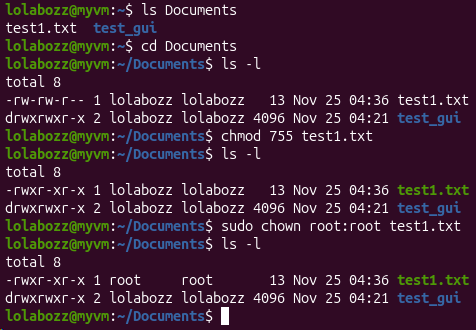 lolabozz@myvm:~$ ls Documents
test1.txt  test_gui
lolabozz@myvm:~$ cd Documents
lolabozz@myvm:~/Documents$ ls -l
total 8
-rw-rw-r-- 1 lolabozz lolabozz   13 Nov 25 04:36 test1.txt
drwxrwxr-x 2 lolabozz lolabozz 4096 Nov 25 04:21 test_gui
lolabozz@myvm:~/Documents$ chmod 755 test1.txt
lolabozz@myvm:~/Documents$ ls -l
total 8
-rwxr-xr-x 1 lolabozz lolabozz   13 Nov 25 04:36 test1.txt
drwxrwxr-x 2 lolabozz lolabozz 4096 Nov 25 04:21 test_gui
lolabozz@myvm:~/Documents$ sudo chown root:root test1.txt
lolabozz@myvm:~/Documents$ ls -l
total 8
-rwxr-xr-x 1 root     root       13 Nov 25 04:36 test1.txt
drwxrwxr-x 2 lolabozz lolabozz 4096 Nov 25 04:21 test_gui
lolabozz@myvm:~/Documents$